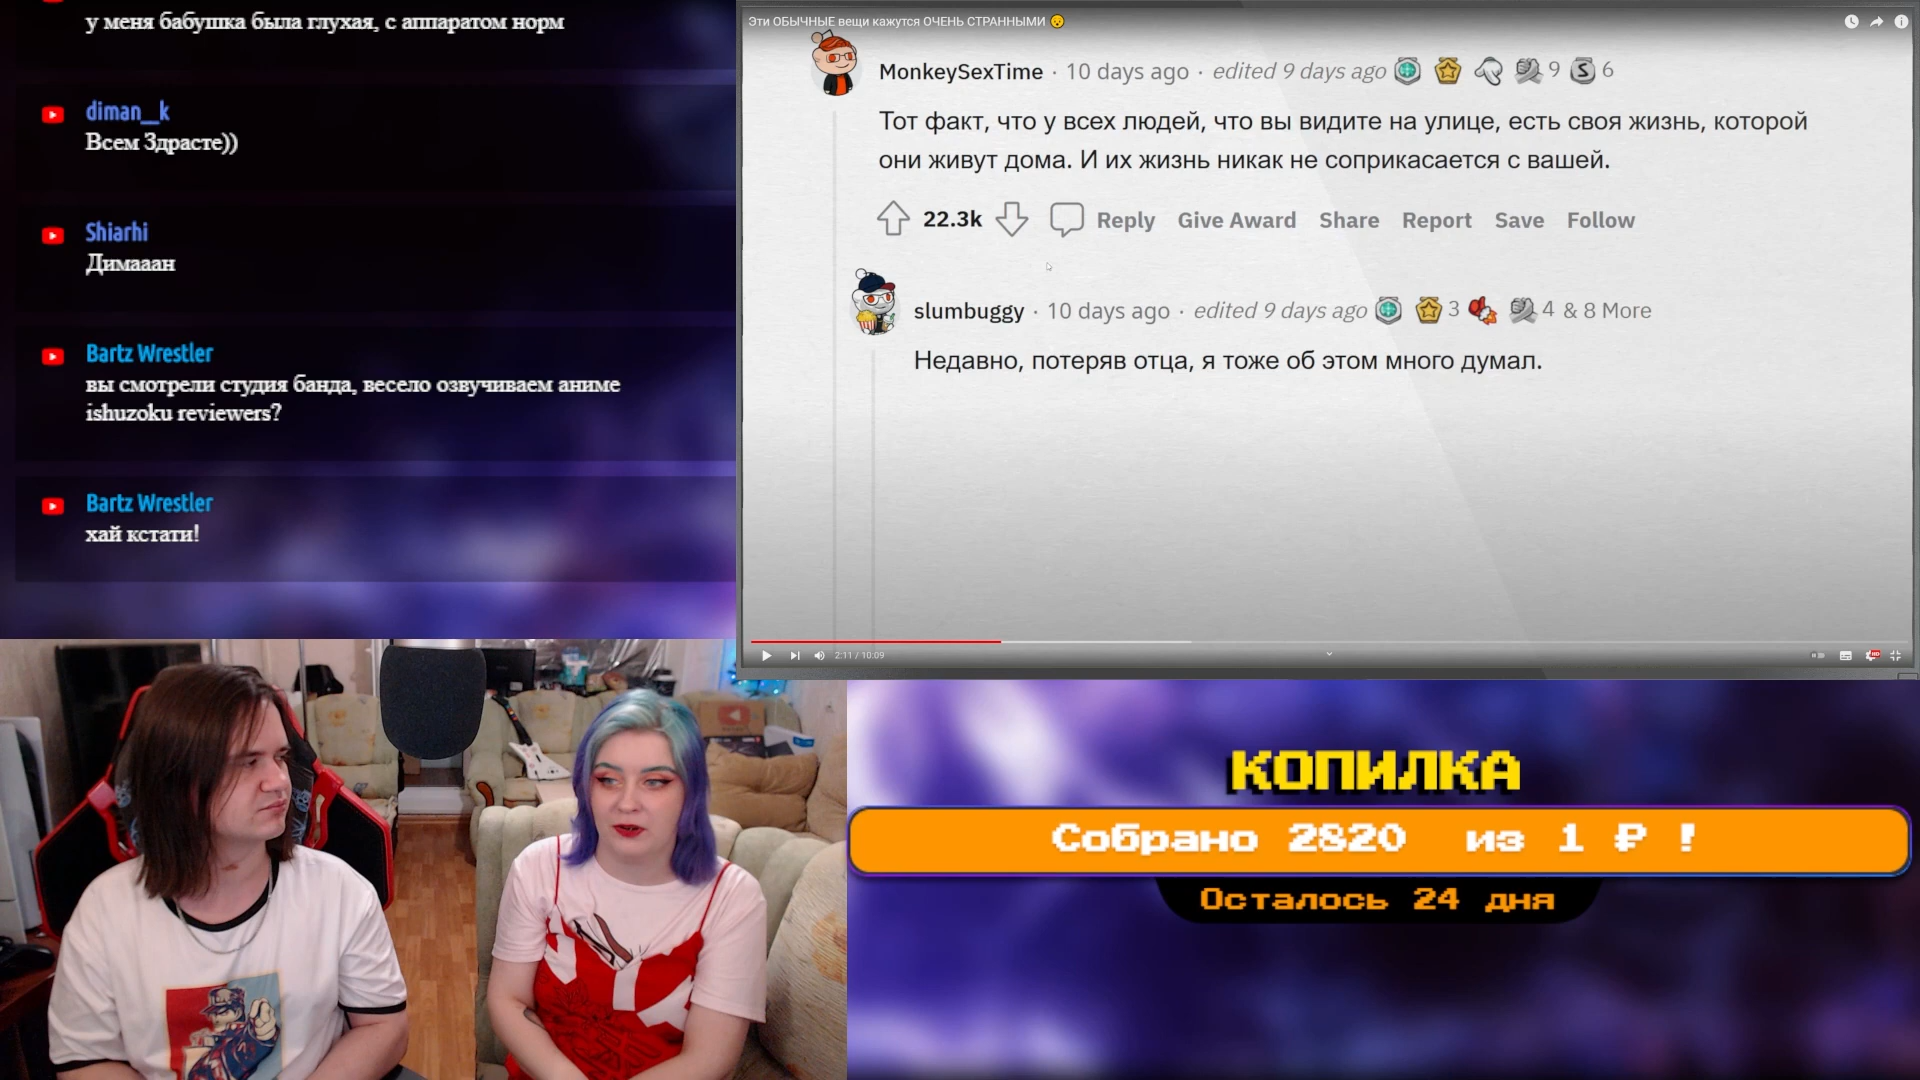 у меня бабушка была глухая, с аппаратом норм
diman__k
Всем Здрасте))
Shiarhi
Димааан
Bartz Wrestler
вы смотрели студия банда, весело озвучиваем аниме
ishuzoku reviewers?
Bartz Wrestler
хай кстати!
Эти ОБЫЧНЫЕ вещи кажутся ОЧЕНЬ СТРАННЫМИ 😮
MonkeySexTime · 10 days ago · edited 9 days ago 9 S 6
Тот факт, что у всех людей, что вы видите на улице, есть своя жизнь, которой
они живут дома. И их жизнь никак не соприкасается с вашей.
22.3k Reply Give Award Share Report Save Follow
slumbuggy · 10 days ago · edited 9 days ago 3 4 & 8 More
Недавно, потеряв отца, я тоже об этом много думал.
2:11 / 10:09
HD
КОПИЛКА
Собрано 2820 из 1 ₽ !
Осталось 24 дня